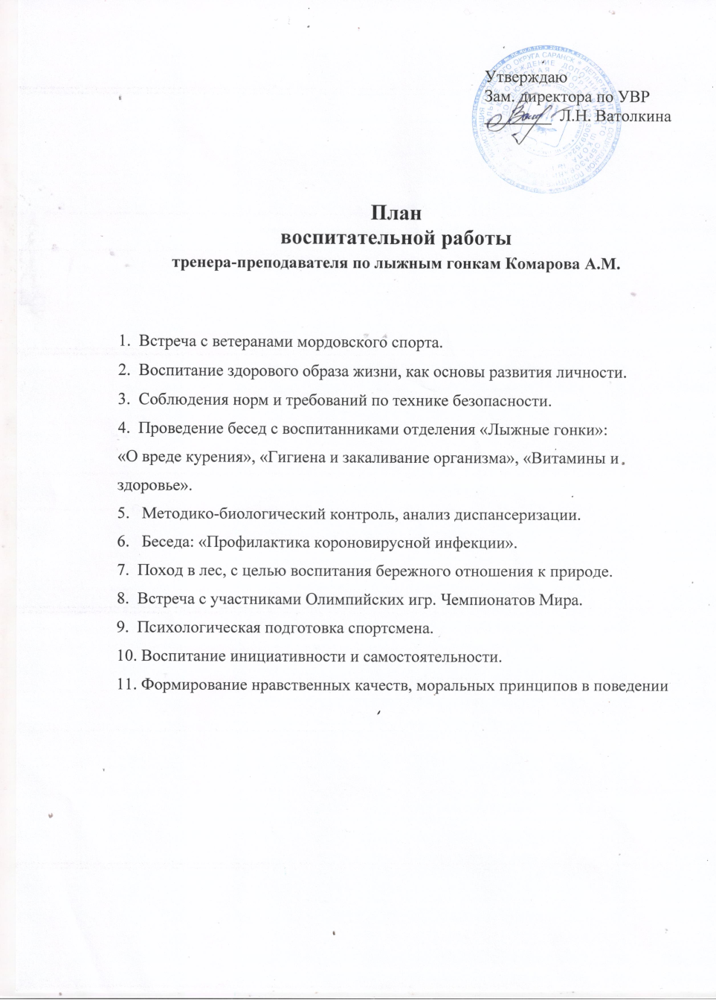 Утверждаю
Зам. директора по УВР
Л.Н. Ватолкина
План
воспитательной работы
тренера-преподавателя по лыжным гонкам Комарова А.М.
1. Встреча с ветеранами мордовского спорта.
2. Воспитание здорового образа жизни, как основы развития личности.
3. Соблюдения норм и требований по технике безопасности.
4. Проведение бесед с воспитанниками отделения «Лыжные гонки»:
«О вреде курения», «Гигиена и закаливание организма», «Витамины и
здоровье».
5. Методико-биологический контроль, анализ диспансеризации.
6. Беседа: «Профилактика короновирусной инфекции».
7. Поход в лес, с целью воспитания бережного отношения к природе.
8. Встреча с участниками Олимпийских игр. Чемпионатов Мира.
9. Психологическая подготовка спортсмена.
10. Воспитание инициативности и самостоятельности.
11. Формирование нравственных качеств, моральных принципов в поведении